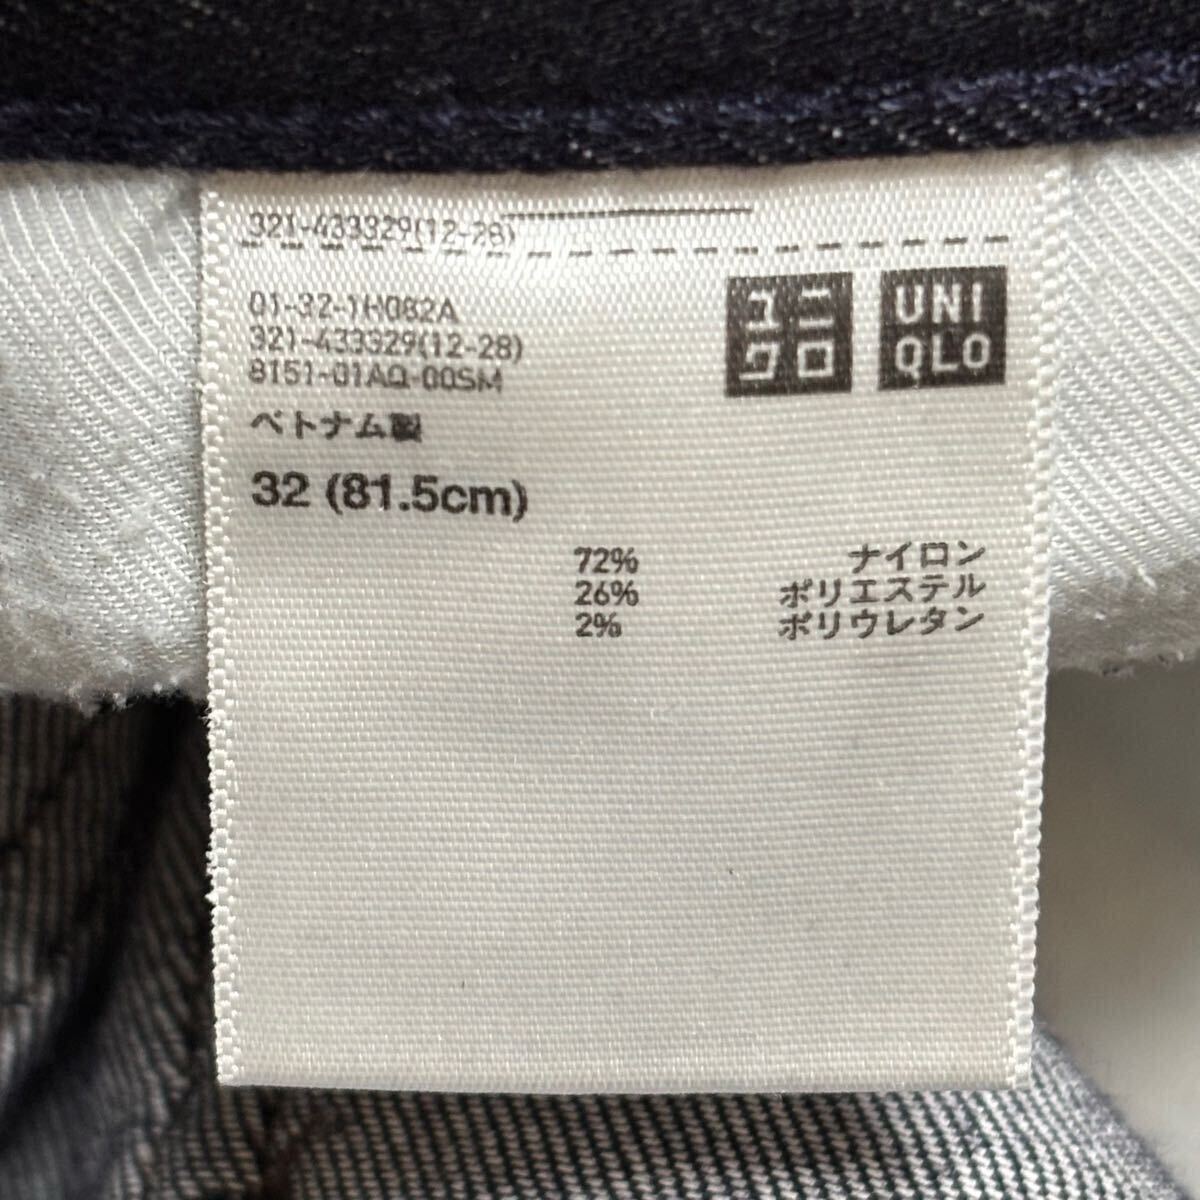 321-433329(12-28)
01-32-1H082A
321-433329(12-28)
8151-01AQ-00SM
ベトナム製
32 (81.5cm)
ユニ
クロ
UNI
QLO
72% ナイロン
26% ポリエステル
2% ポリウレタン